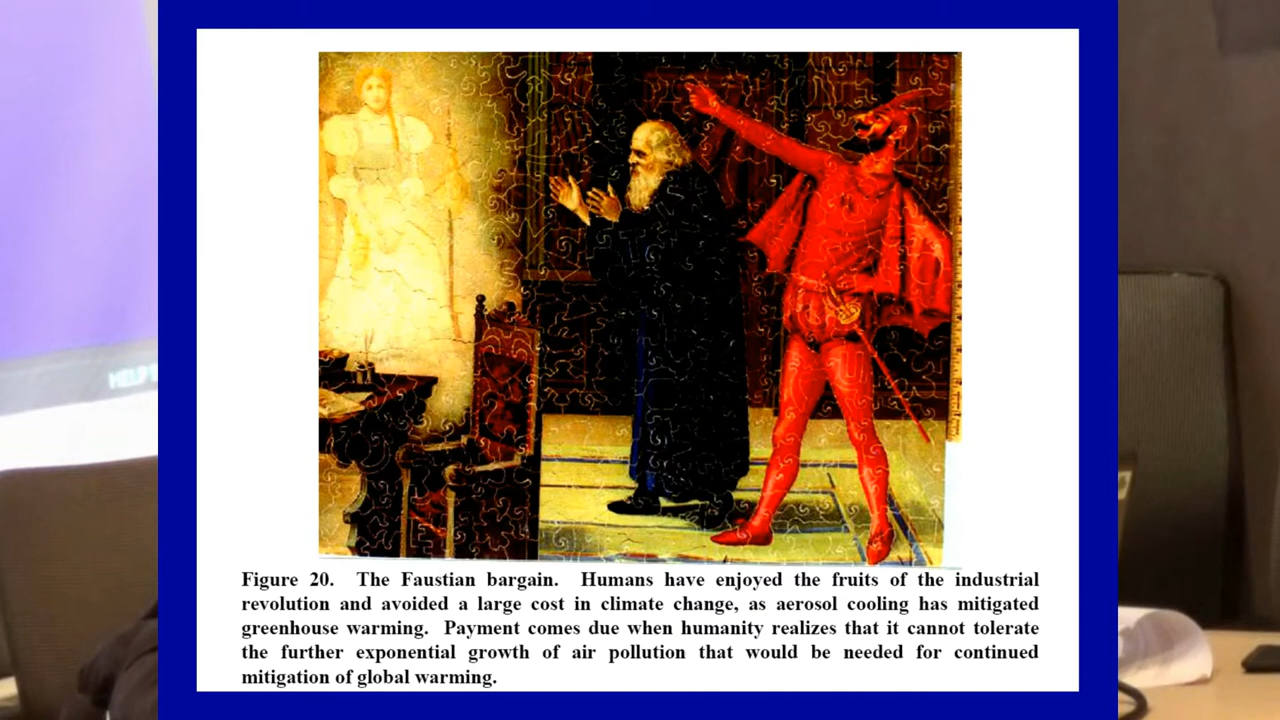 HELP
Figure 20. The Faustian bargain. Humans have enjoyed the fruits of the industrial
revolution and avoided a large cost in climate change, as aerosol cooling has mitigated
greenhouse warming. Payment comes due when humanity realizes that it cannot tolerate
the further exponential growth of air pollution that would be needed for continued
mitigation of global warming.